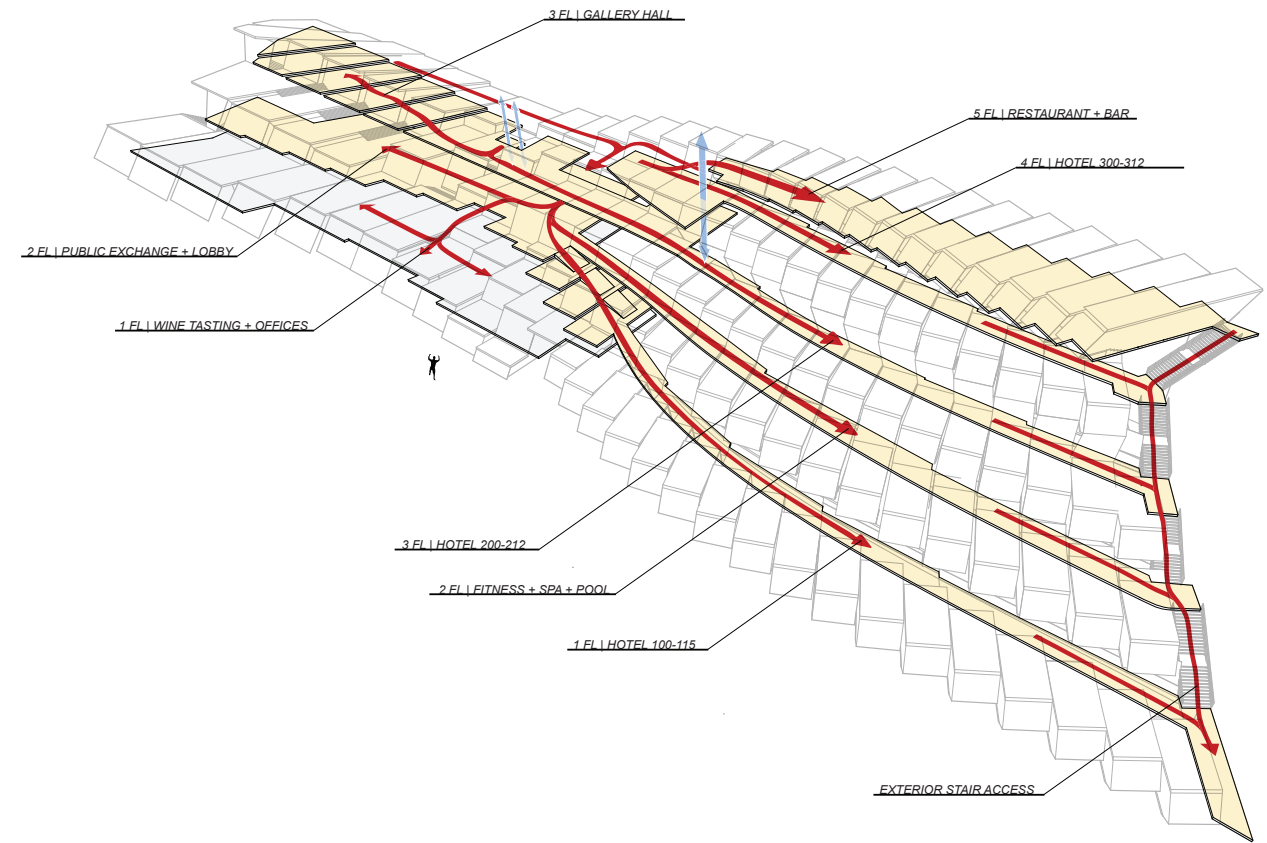 3 FL | GALLERY HALL
5 FL | RESTAURANT + BAR
4 FL | HOTEL 300-312
2 FL | PUBLIC EXCHANGE + LOBBY
1 FL | WINE TASTING + OFFICES
3 FL | HOTEL 200-212
2 FL | FITNESS + SPA + POOL
1 FL | HOTEL 100-115
EXTERIOR STAIR ACCESS